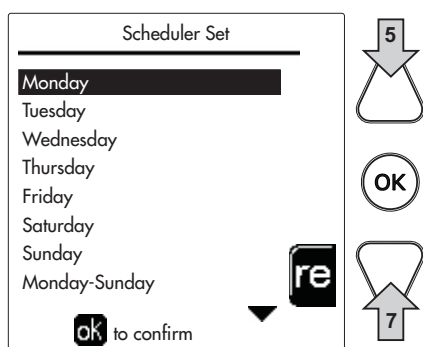 Scheduler Set
Monday
Tuesday
Wednesday
Thursday
Friday
Saturday
Sunday
Monday-Sunday
re
ok to confirm
5
OK
7